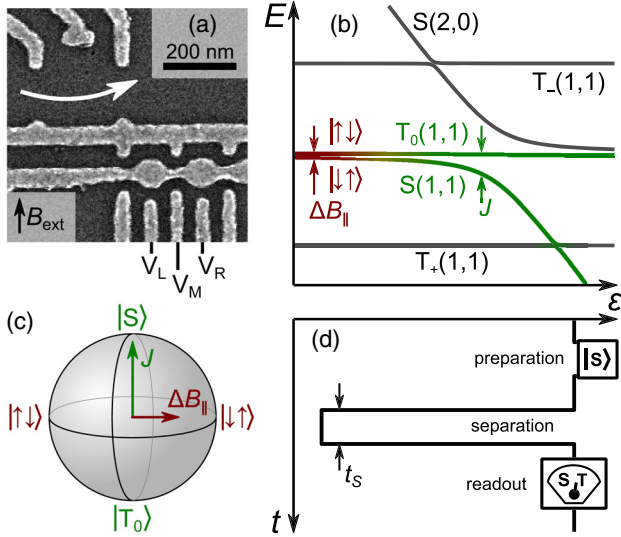 (a)
200 nm
B_ext
V_L
V_M
V_R
(b)
E
S(2,0)
T_−(1,1)
|↑↓⟩
T_0(1,1)
|↓↑⟩
S(1,1)
ΔB_∥
J
T_+(1,1)
ε
(c)
|S⟩
J
ΔB_∥
|↑↓⟩
|↓↑⟩
|T_0⟩
(d)
preparation
|S⟩
separation
t_S
readout
S T
t